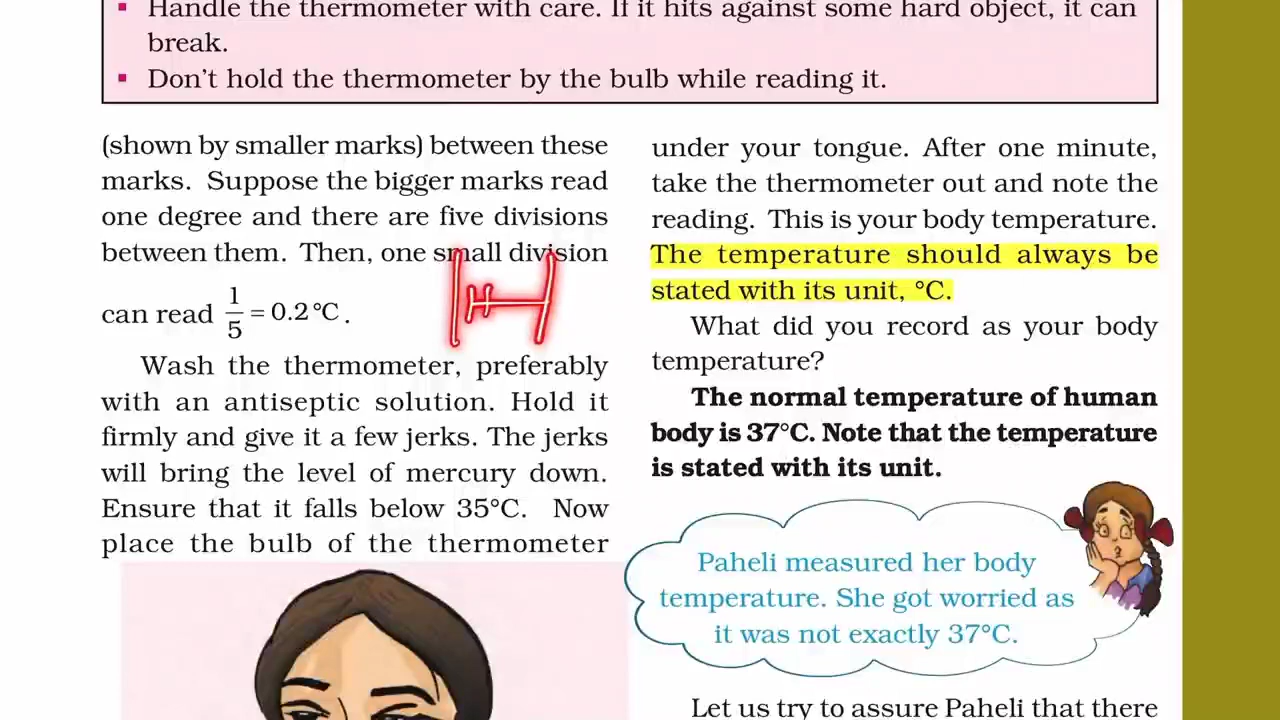 Handle the thermometer with care. If it hits against some hard object, it can
break.
Don't hold the thermometer by the bulb while reading it.
(shown by smaller marks) between these
marks. Suppose the bigger marks read
one degree and there are five divisions
between them. Then, one small division
can read 1/5 = 0.2 °C .
Wash the thermometer, preferably
with an antiseptic solution. Hold it
firmly and give it a few jerks. The jerks
will bring the level of mercury down.
Ensure that it falls below 35°C. Now
place the bulb of the thermometer
under your tongue. After one minute,
take the thermometer out and note the
reading. This is your body temperature.
The temperature should always be
stated with its unit, °C.
What did you record as your body
temperature?
The normal temperature of human
body is 37°C. Note that the temperature
is stated with its unit.
Paheli measured her body
temperature. She got worried as
it was not exactly 37°C.
Let us try to assure Paheli that there